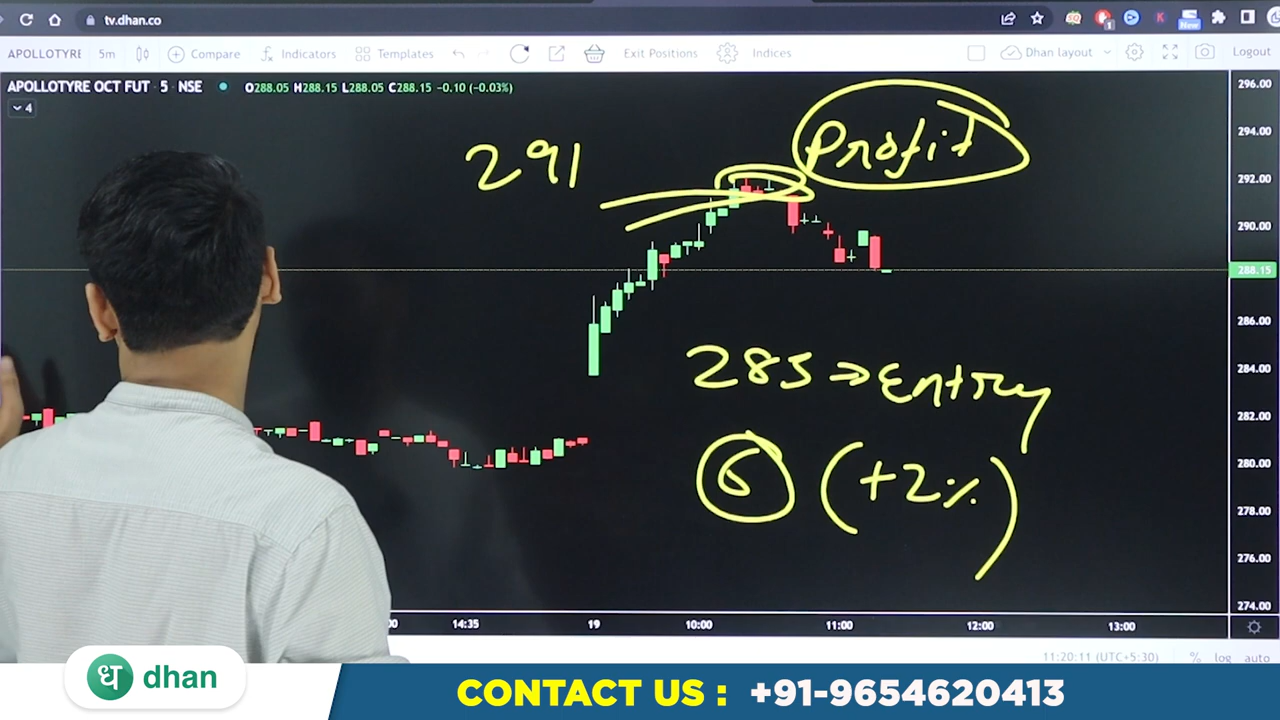 tv.dhan.co
New
1
APOLLOTYRE 5m Compare Indicators Templates Exit Positions Indices Dhan layout Logout
APOLLOTYRE OCT FUT · 5 · NSE O288.05 H288.15 L288.05 C288.15 -0.10 (-0.03%)
4
296.00
294.00
292.00
290.00
288.15
286.00
284.00
282.00
280.00
278.00
276.00
274.00
291
Profit
285 → Entry
6 (+2%)
00 14:35 19 10:00 11:00 12:00 13:00
11:20:11 (UTC+5:30) % log auto
ध dhan
CONTACT US : +91-9654620413